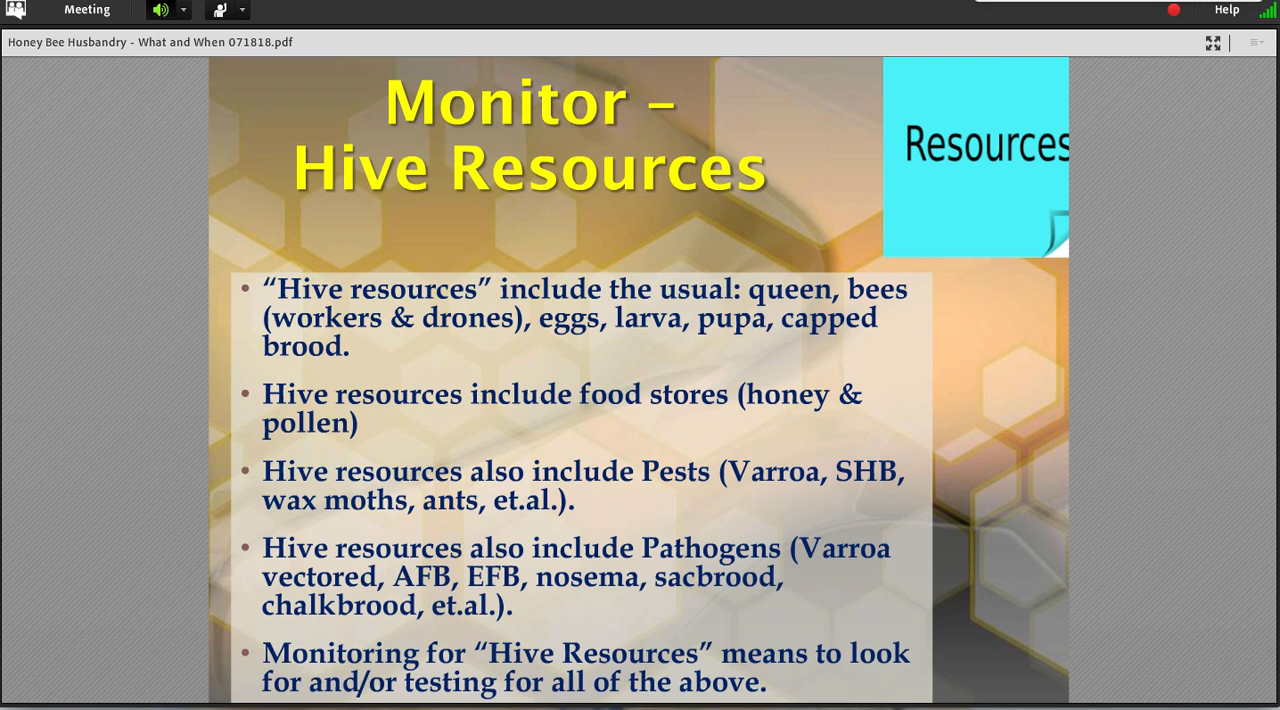 Meeting
Help
Honey Bee Husbandry - What and When 071818.pdf
Monitor –
Hive Resources
Resources
• “Hive resources” include the usual: queen, bees
(workers & drones), eggs, larva, pupa, capped
brood.
• Hive resources include food stores (honey &
pollen)
• Hive resources also include Pests (Varroa, SHB,
wax moths, ants, et.al.).
• Hive resources also include Pathogens (Varroa
vectored, AFB, EFB, nosema, sacbrood,
chalkbrood, et.al.).
• Monitoring for “Hive Resources” means to look
for and/or testing for all of the above.